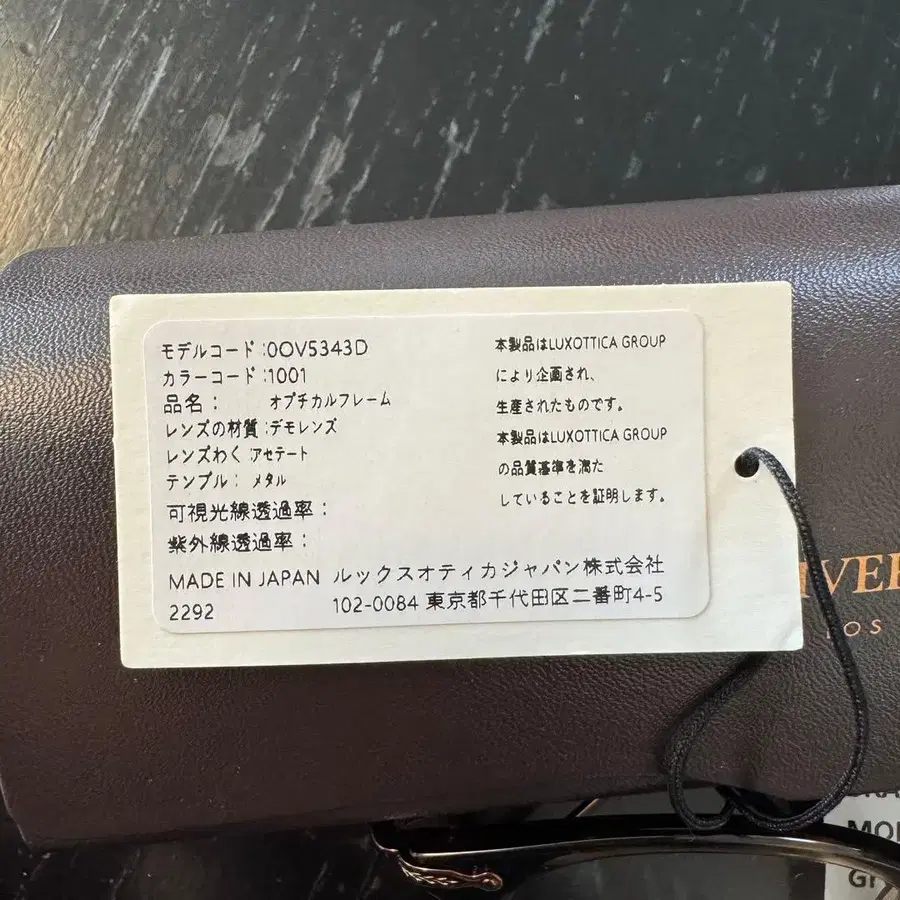 モデルコード :0OV5343D
カラーコード :1001
品名： オプチカルフレーム
レンズの材質 :デモレンズ
レンズわく :アセテート
テンプル： メタル
可視光線透過率：
紫外線透過率：
MADE IN JAPAN ルックスオティカジャパン株式会社
2292 102-0084 東京都千代田区二番町4-5
本製品はLUXOTTICA GROUP
により企画され、
生産されたものです。
本製品はLUXOTTICA GROUP
の品質基準を満た
していることを証明します。